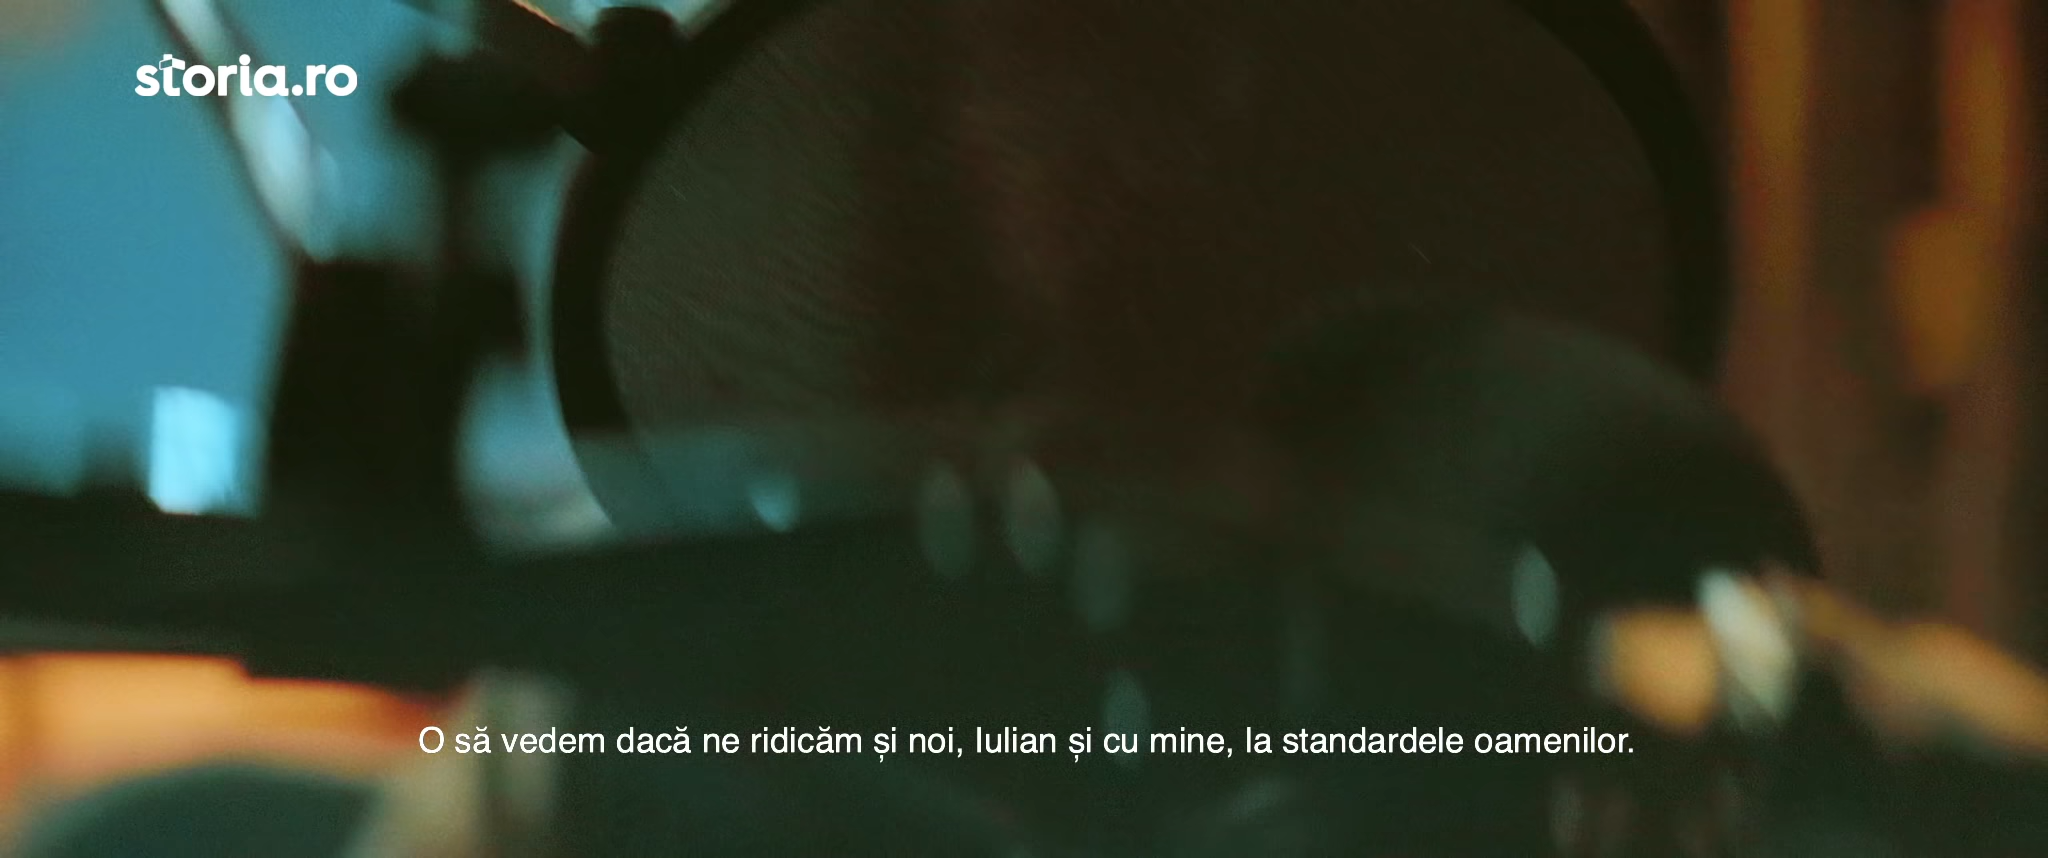 storia.ro
O să vedem dacă ne ridicăm și noi, Iulian și cu mine, la standardele oamenilor.